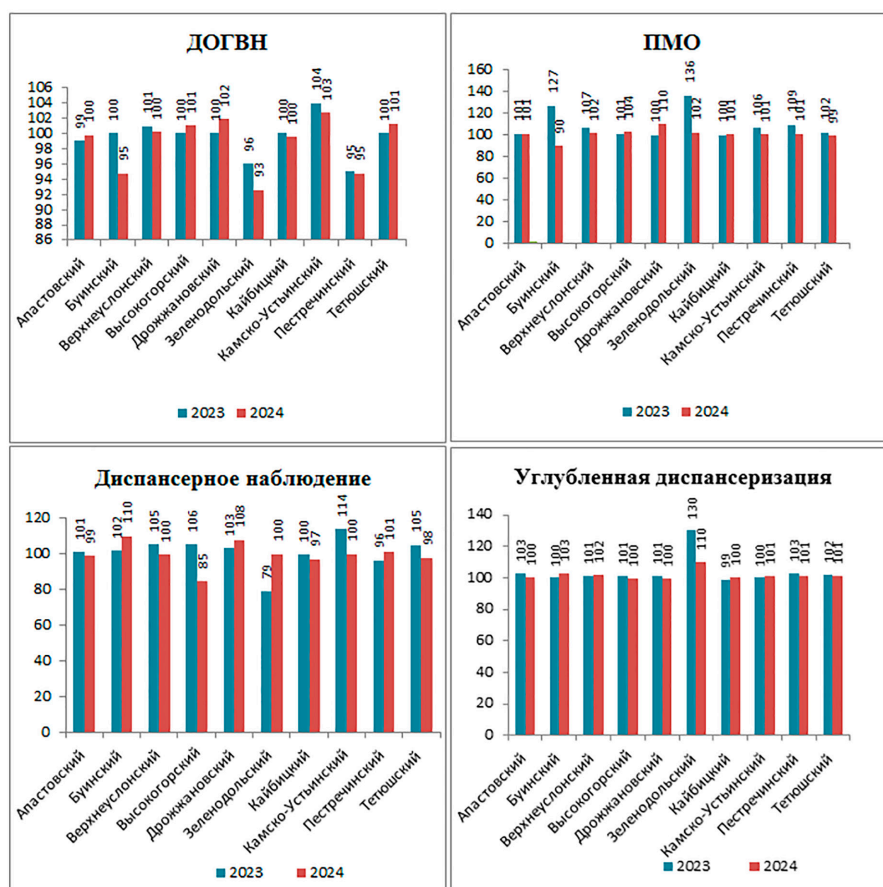 ДОГВН
106
104
102
100
98
96
94
92
90
88
86
99
100
100
95
101
100
100
101
100
102
96
93
100
100
104
103
95
95
100
101
Апастовский
Буинский
Верхнеуслонский
Высокогорский
Дрожжановский
Зеленодольский
Кайбицкий
Камско-Устьинский
Пестречинский
Тетюшский
2023 2024
ПМО
160
140
120
100
80
60
40
20
0
101
101
127
90
107
102
101
104
100
110
136
102
100
101
106
101
109
101
102
99
Апастовский
Буинский
Верхнеуслонский
Высокогорский
Дрожжановский
Зеленодольский
Кайбицкий
Камско-Устьинский
Пестречинский
Тетюшский
2023 2024
Диспансерное наблюдение
120
100
80
60
40
20
0
101
99
102
110
105
100
106
85
103
108
79
100
100
97
114
100
96
101
105
98
Апастовский
Буинский
Верхнеуслонский
Высокогорский
Дрожжановский
Зеленодольский
Кайбицкий
Камско-Устьинский
Пестречинский
Тетюшский
2023 2024
Углубленная диспансеризация
140
120
100
80
60
40
20
0
103
100
100
103
101
102
101
100
101
100
130
110
99
100
100
101
103
101
102
101
Апастовский
Буинский
Верхнеуслонский
Высокогорский
Дрожжановский
Зеленодольский
Кайбицкий
Камско-Устьинский
Пестречинский
Тетюшский
2023 2024